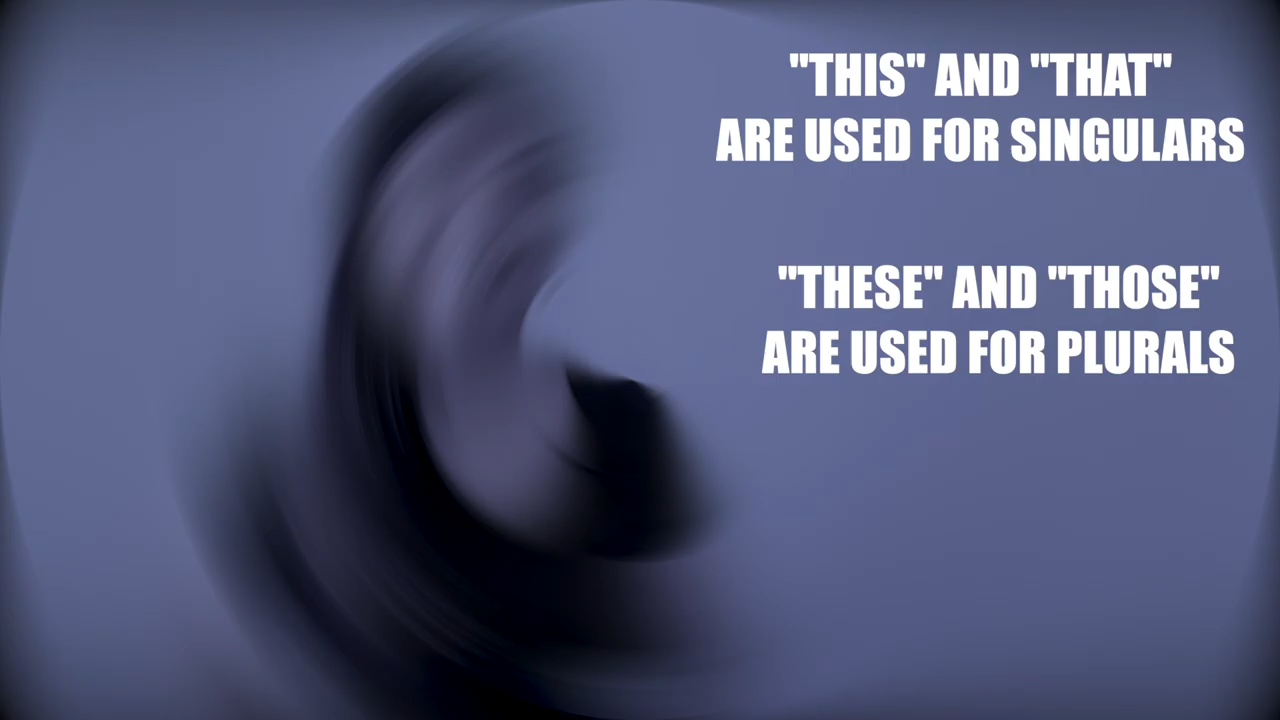 "THIS" AND "THAT"
ARE USED FOR SINGULARS
"THESE" AND "THOSE"
ARE USED FOR PLURALS